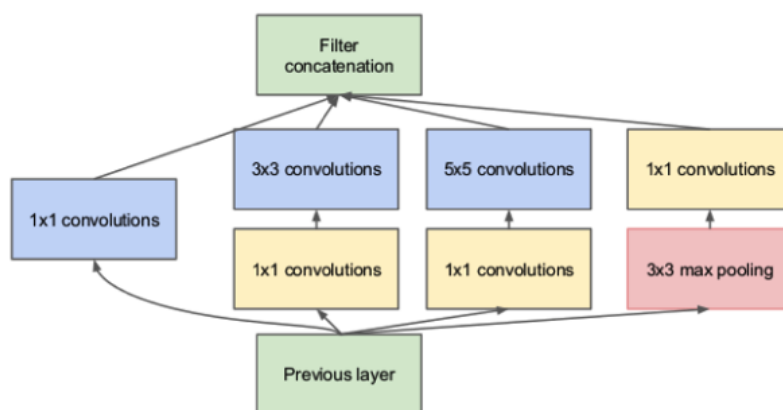 Filter
concatenation
3x3 convolutions
5x5 convolutions
1x1 convolutions
1x1 convolutions
1x1 convolutions
1x1 convolutions
3x3 max pooling
Previous layer